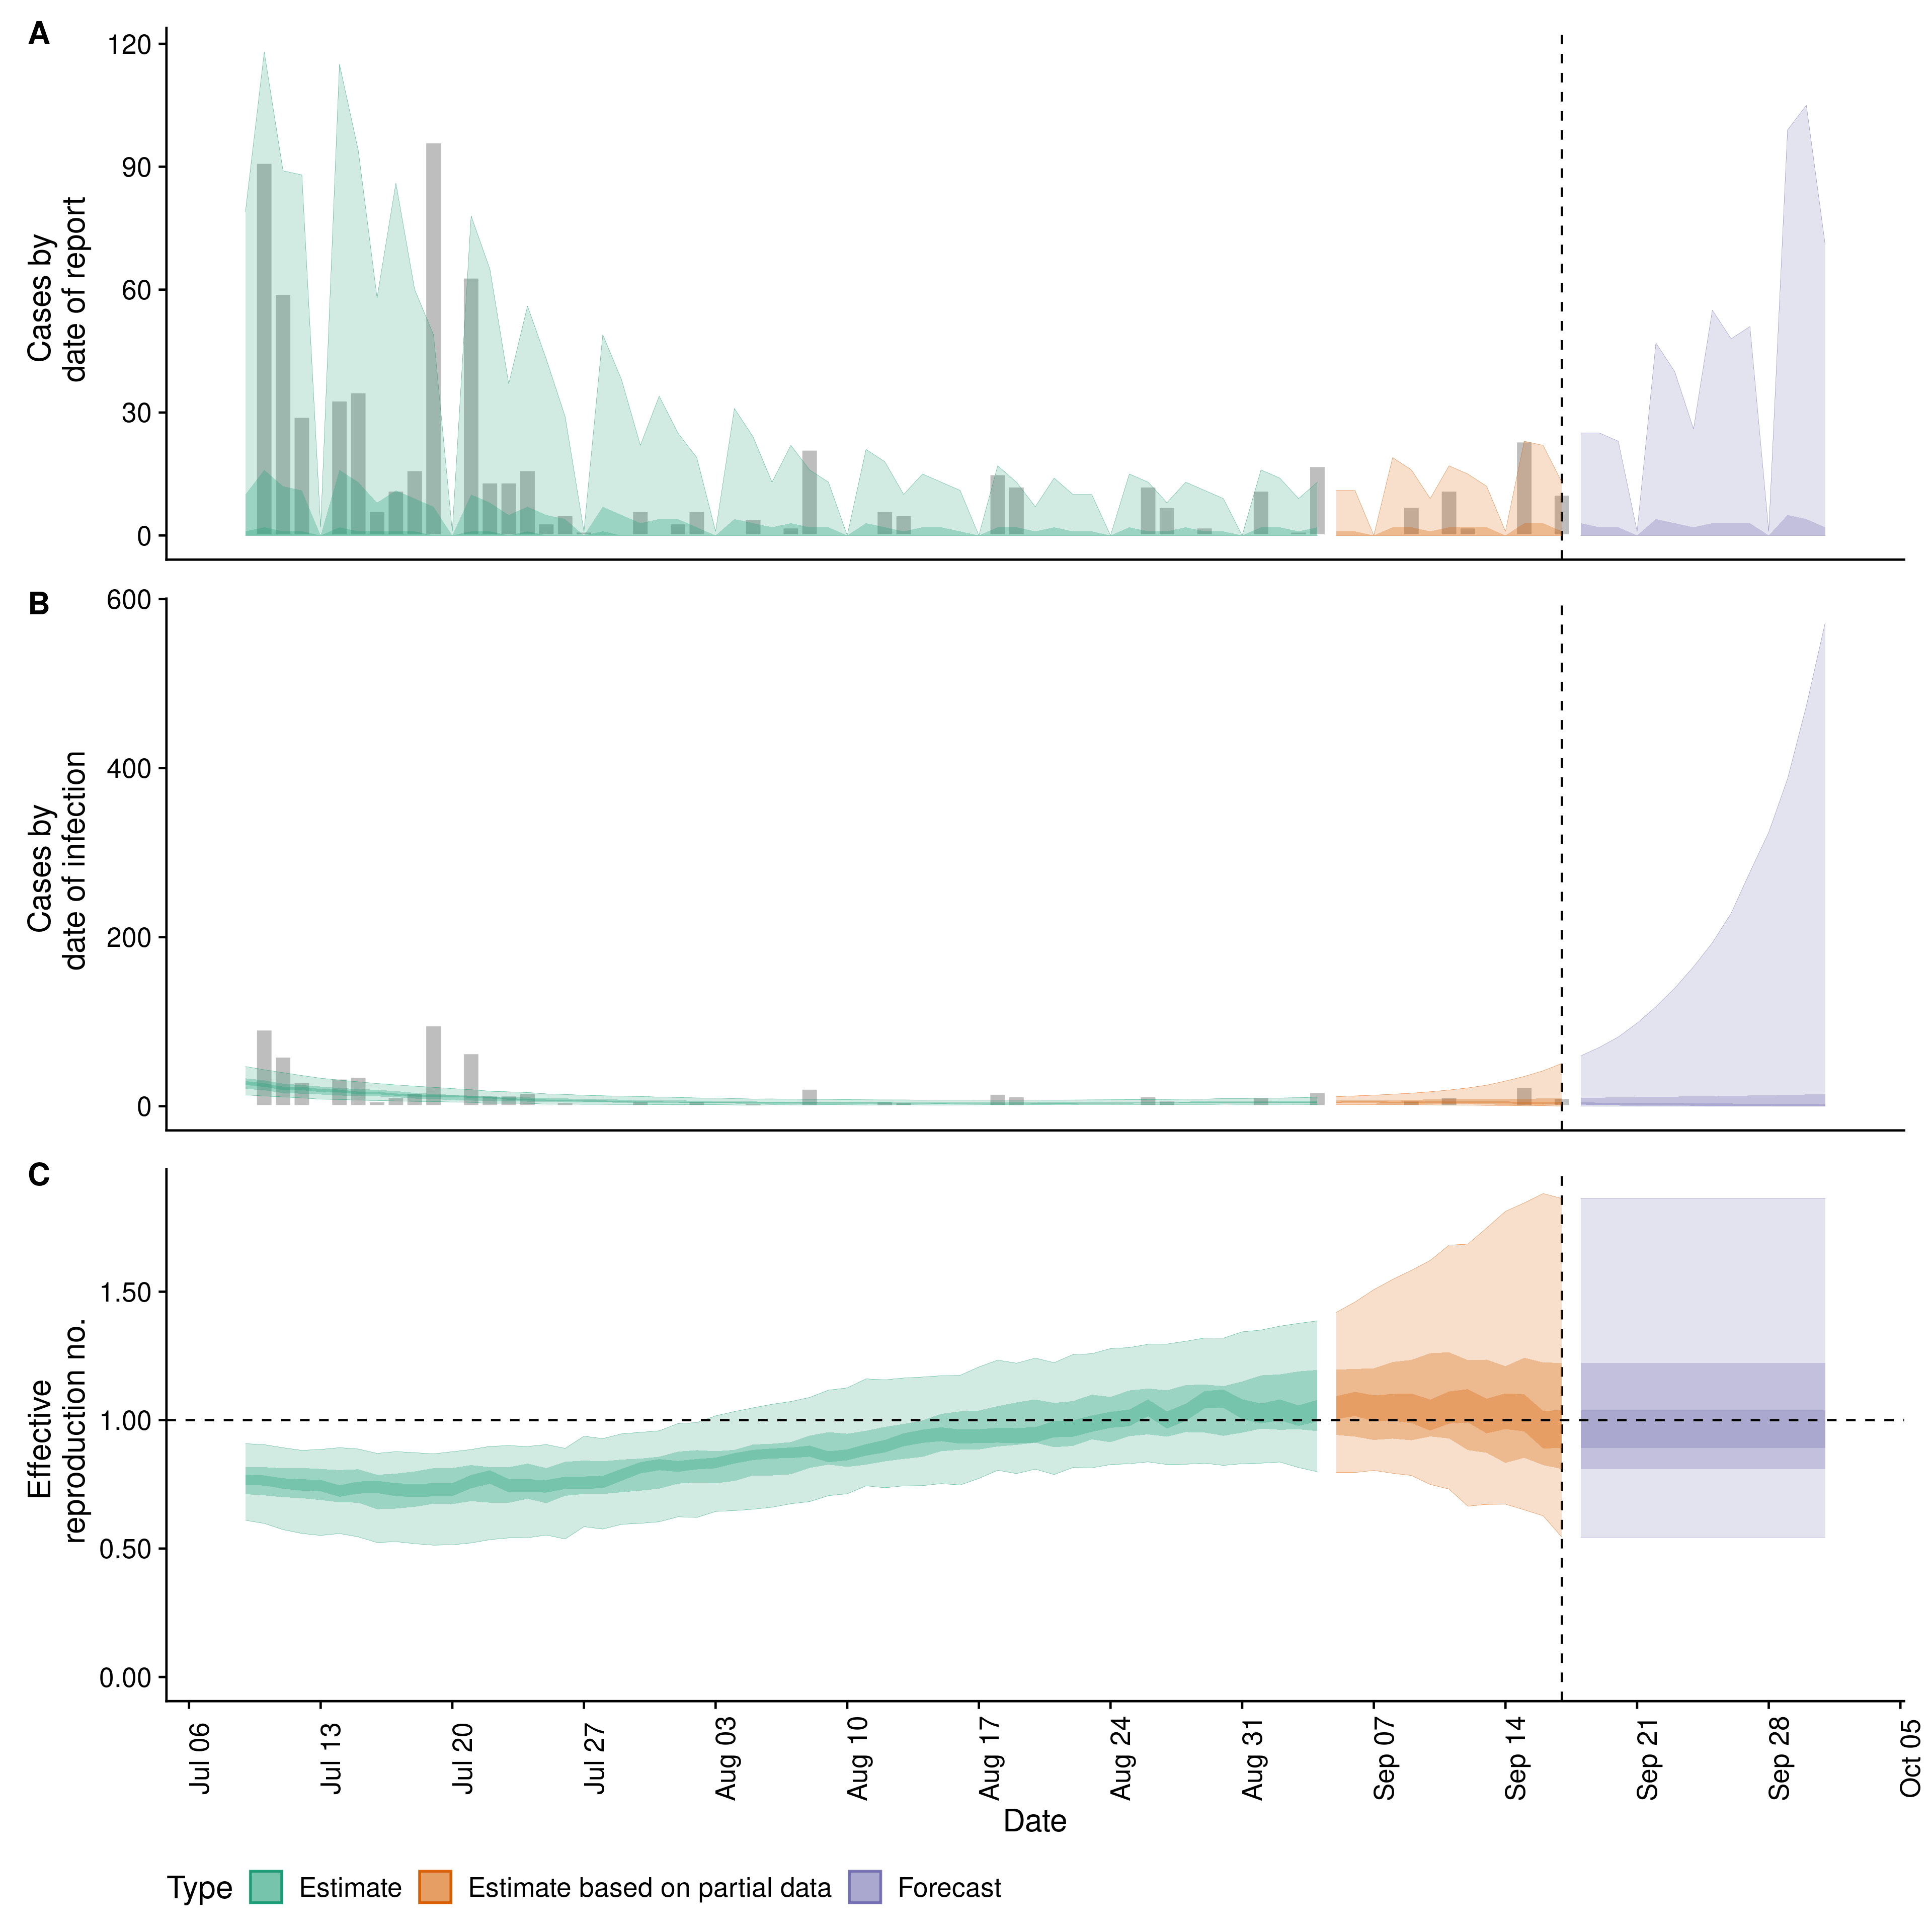 A
120
90
60
30
0
Cases by
date of report
B
600
400
200
0
Cases by
date of infection
C
1.50
1.00
0.50
0.00
Effective
reproduction no.
Jul 06
Jul 13
Jul 20
Jul 27
Aug 03
Aug 10
Aug 17
Aug 24
Aug 31
Sep 07
Sep 14
Sep 21
Sep 28
Oct 05
Date
Type Estimate Estimate based on partial data Forecast